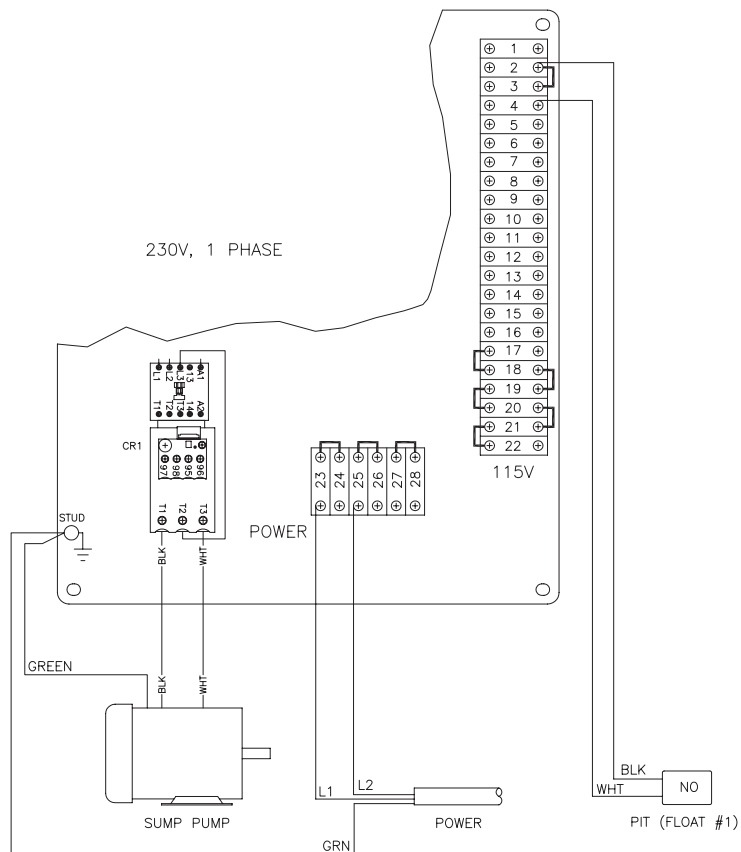 1
2
3
4
5
6
7
8
9
10
11
12
13
14
15
16
17
18
19
20
21
22
115V
230V, 1 PHASE
L1 L2 L3 13 A1
T1 T2 T3 14 A2
CR1
97 98 95 96
T1 T2 T3
STUD
POWER
23 24 25 26 27 28
BLK WHT
GREEN
BLK WHT
SUMP PUMP
L1 L2
POWER
GRN
BLK
WHT
NO
PIT (FLOAT #1)